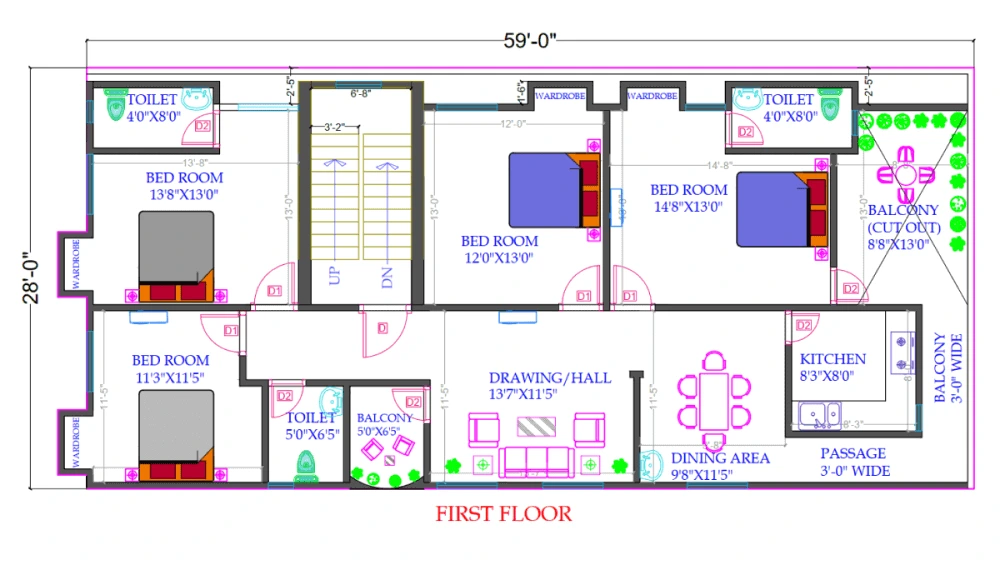 59'-0"
28'-0"
2'-5"
TOILET
4'0"X8'0"
D2
6'-8"
3'-2"
UP
DN
1'-6"
WARDROBE
WARDROBE
TOILET
4'0"X8'0"
D2
2'-5"
13'-8"
BED ROOM
13'8"X13'0"
13'-0"
WARDROBE
D1
12'-0"
13'-0"
BED ROOM
12'0"X13'0"
D1
14'-8"
BED ROOM
14'8"X13'0"
13'-0"
D1
13'-0"
BALCONY
(CUT OUT)
8'8"X13'0"
D2
D1
D
BED ROOM
11'3"X11'5"
11'-5"
WARDROBE
D2
TOILET
5'0"X6'5"
D2
BALCONY
5'0"X6'5"
DRAWING/HALL
13'7"X11'5"
11'-5"
11'-5"
DINING AREA
9'8"X11'5"
D2
KITCHEN
8'3"X8'0"
8'-3"
PASSAGE
3'-0" WIDE
BALCONY
3'-0" WIDE
FIRST FLOOR